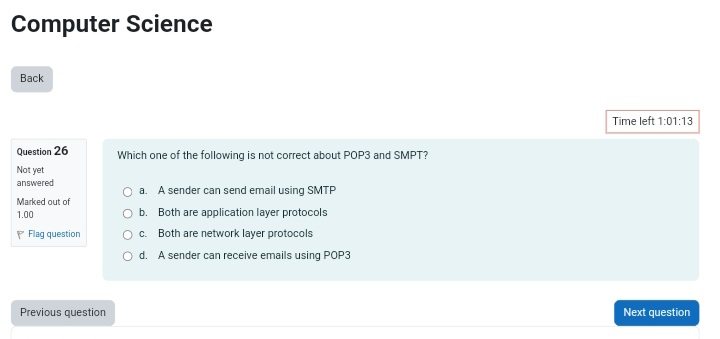 Computer Science
Back
Time left 1:01:13
Question 26
Not yet
answered
Marked out of
1.00
Flag question
Which one of the following is not correct about POP3 and SMPT?
a. A sender can send email using SMTP
b. Both are application layer protocols
c. Both are network layer protocols
d. A sender can receive emails using POP3
Previous question
Next question